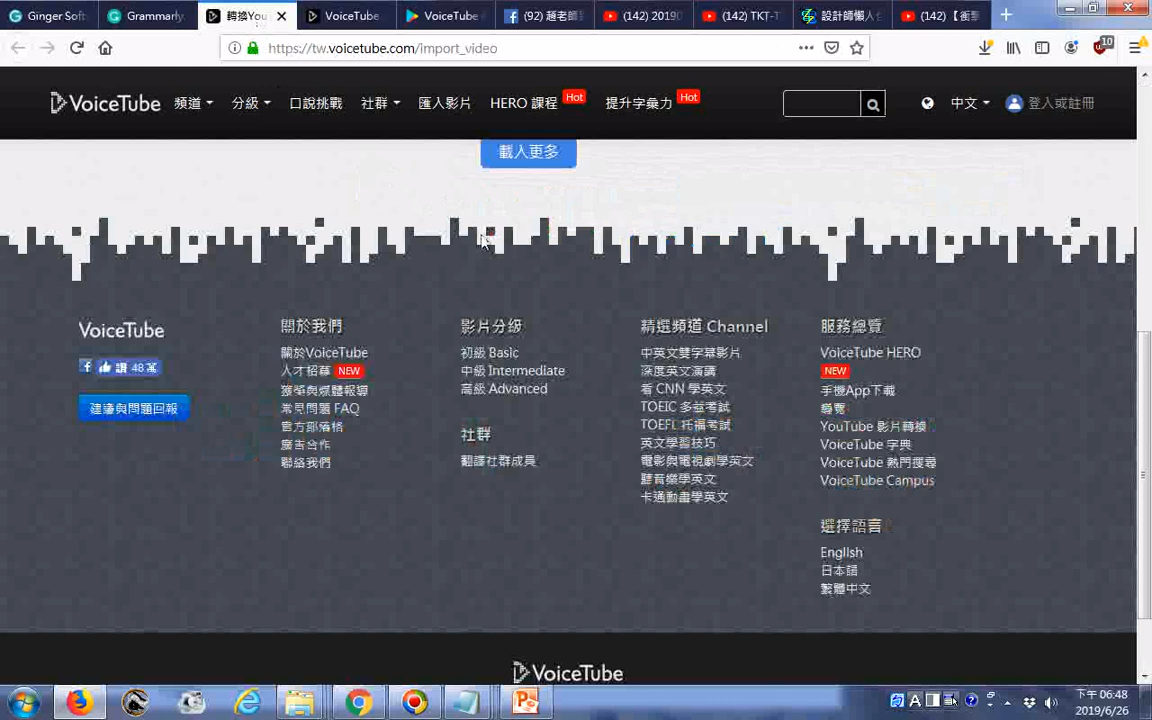 Ginger Soft
Grammarly.
轉換You
VoiceTube
VoiceTube
(92) 趙老師
(142) 2019
(142) TKT-T
設計師懶人
(142)【衝擊
https://tw.voicetube.com/import_video
10
VoiceTube
頻道
分級
口說挑戰
社群
匯入影片
HERO 課程
Hot
提升字彙力
Hot
中文
登入或註冊
載入更多
VoiceTube
讚 48 萬
建議與問題回報
關於我們
關於VoiceTube
人才招募 NEW
獲獎與媒體報導
常見問題 FAQ
官方部落格
廣告合作
聯絡我們
影片分級
初級 Basic
中級 Intermediate
高級 Advanced
社群
翻譯社群成員
精選頻道 Channel
中英文雙字幕影片
深度英文演講
看 CNN 學英文
TOEIC 多益考試
TOEFL 托福考試
英文學習技巧
電影與電視劇學英文
聽音樂學英文
卡通動畫學英文
服務總覽
VoiceTube HERO
NEW
手機App下載
YouTube 影片轉換
VoiceTube 字典
VoiceTube 熱門搜尋
VoiceTube Campus
選擇語言
English
日本語
繁體中文
VoiceTube
A
下午 06:48
2019/6/26